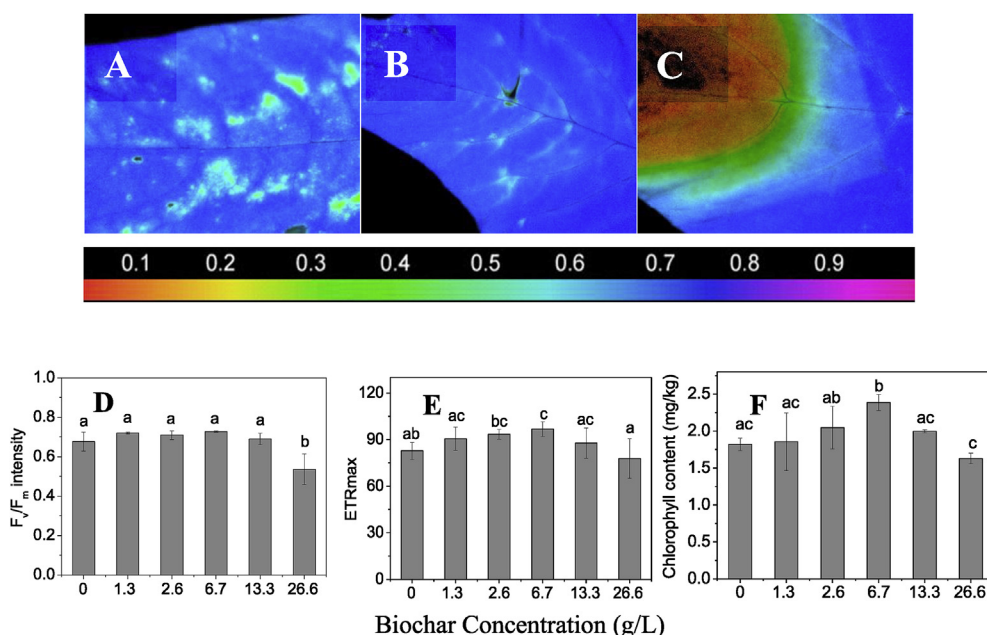 A B C
0.1 0.2 0.3 0.4 0.5 0.6 0.7 0.8 0.9
D
Fv/Fm intensity
1.0
0.8
0.6
0.4
0.2
0.0
a a a a a b
0 1.3 2.6 6.7 13.3 26.6
E
ETRmax
120
90
60
30
0
ab ac bc c ac a
0 1.3 2.6 6.7 13.3 26.6
F
Chlorophyll content (mg/kg)
2.5
2.0
1.5
1.0
0.5
0.0
ac ac ab b ac c
0 1.3 2.6 6.7 13.3 26.6
Biochar Concentration (g/L)